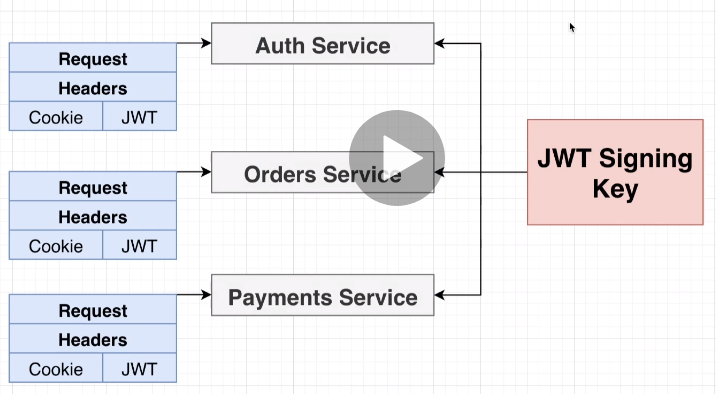 Request
Headers
Cookie JWT
Auth Service
Request
Headers
Cookie JWT
Orders Service
Request
Headers
Cookie JWT
Payments Service
JWT Signing
Key